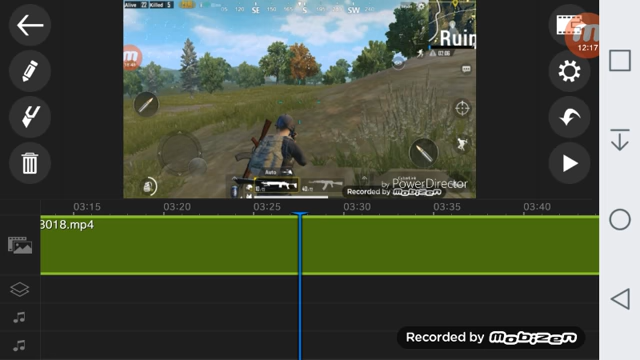 Alive 22 Killed 5
SE S SW
Ruin
12:17
Auto
by PowerDirector
Recorded by MOBIZEN
03:15 03:20 03:25 03:30 03:35 03:40
3018.mp4
Recorded by MOBIZEN